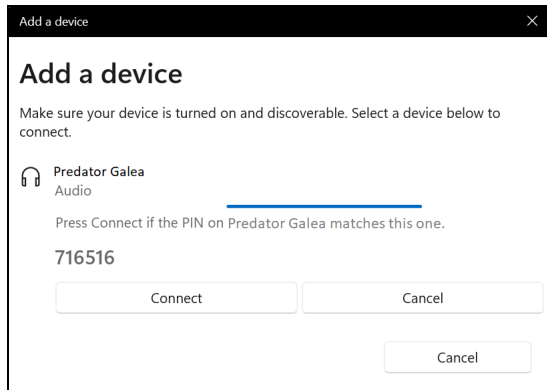 Add a device
Add a device
Make sure your device is turned on and discoverable. Select a device below to
connect.
Predator Galea
Audio
Press Connect if the PIN on Predator Galea matches this one.
716516
Connect
Cancel
Cancel